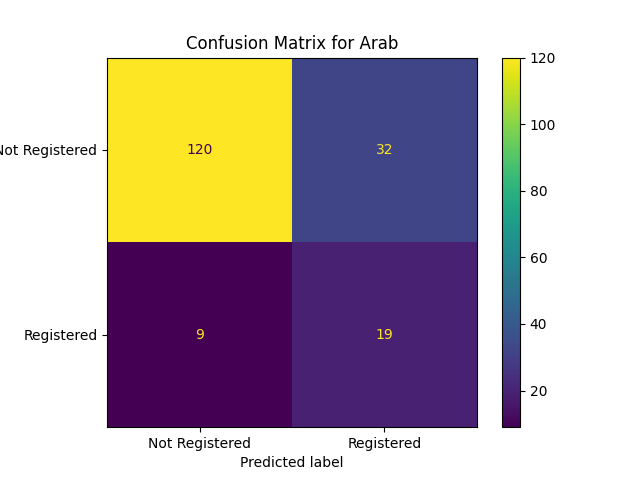 Confusion Matrix for Arab
Not Registered
120
32
Registered
9
19
Not Registered
Registered
Predicted label
120
100
80
60
40
20